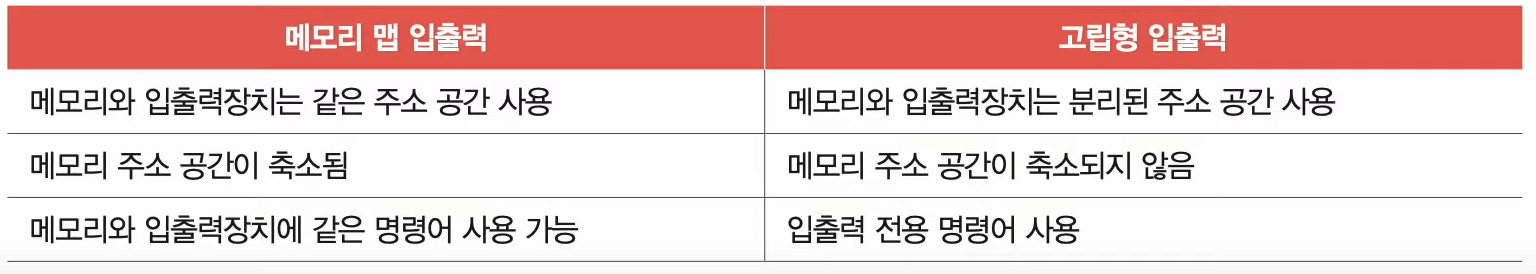 메모리 맵 입출력
고립형 입출력
메모리와 입출력장치는 같은 주소 공간 사용
메모리와 입출력장치는 분리된 주소 공간 사용
메모리 주소 공간이 축소됨
메모리 주소 공간이 축소되지 않음
메모리와 입출력장치에 같은 명령어 사용 가능
입출력 전용 명령어 사용